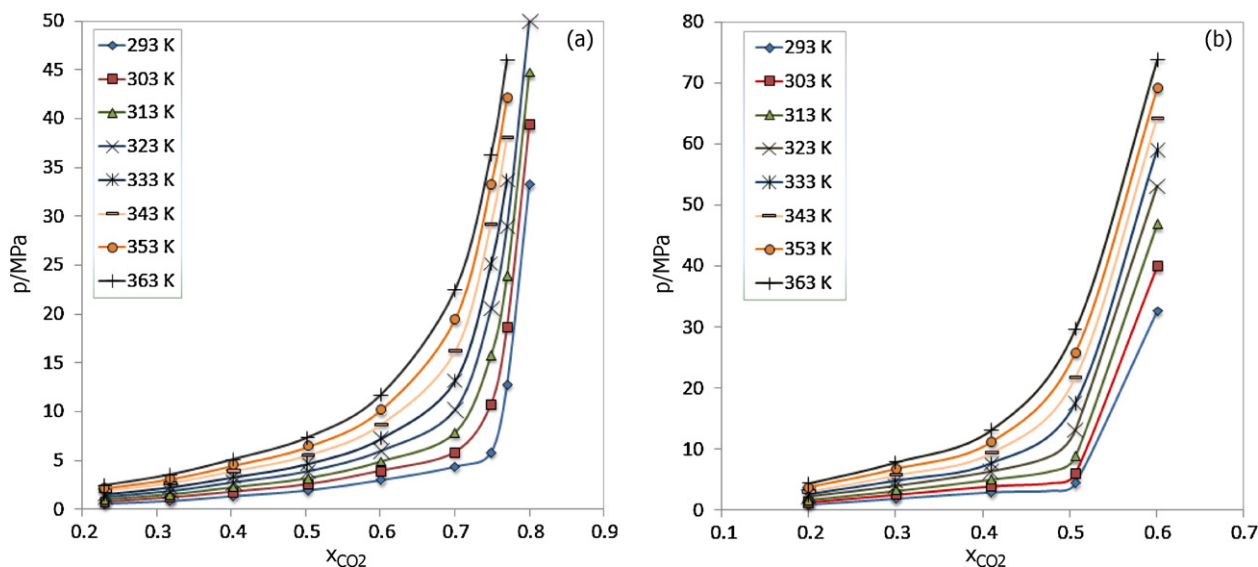 (a)
50
45
40
35
30
25
20
15
10
5
0
p/MPa
293 K
303 K
313 K
323 K
333 K
343 K
353 K
363 K
0.2 0.3 0.4 0.5 0.6 0.7 0.8 0.9
xCO2
(b)
80
70
60
50
40
30
20
10
0
p/MPa
293 K
303 K
313 K
323 K
333 K
343 K
353 K
363 K
0.1 0.2 0.3 0.4 0.5 0.6 0.7
xCO2